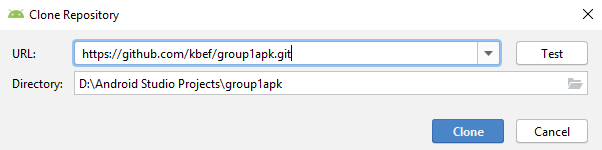 Clone Repository
URL: https://github.com/kbef/group1apk.git Test
Directory: D:\Android Studio Projects\group1apk
Clone Cancel